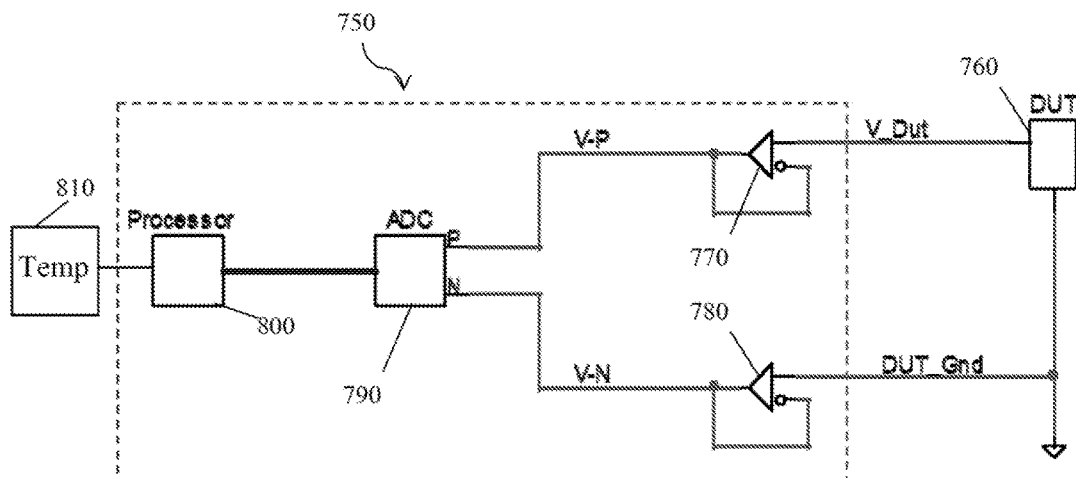 750
760
DUT
V_Dut
V-P
770
810
Processor
ADC
P
Temp
N
800
780
790
V-N
DUT_Gnd